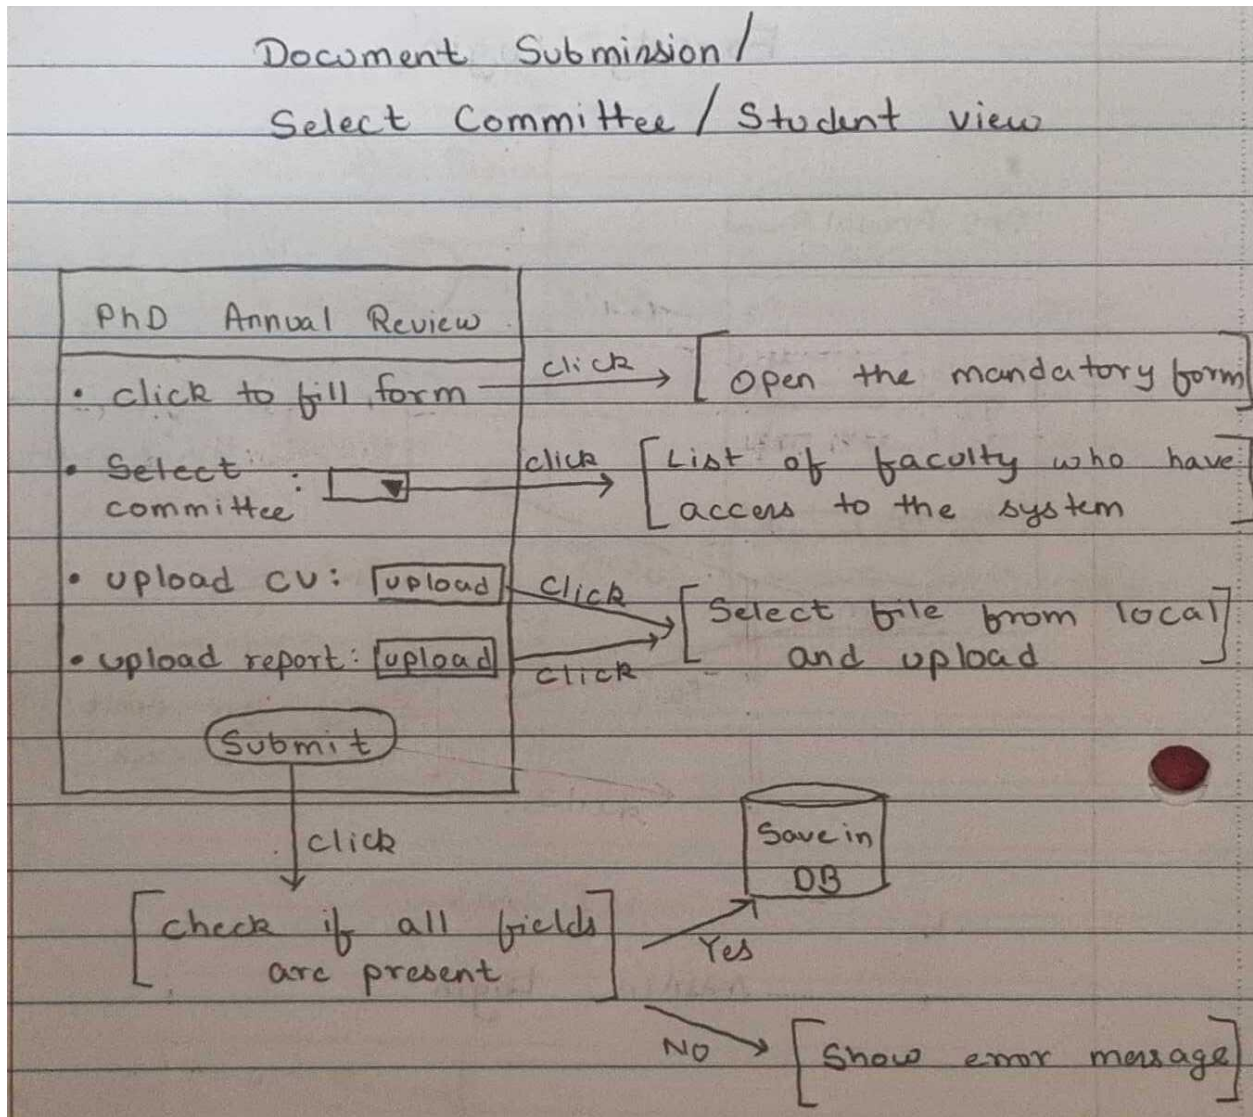 Document Submission/
Select Committee / Student view
PhD Annual Review
• click to fill form
click
[Open the mandatory form]
• Select
committee :
click
[List of faculty who have
access to the system]
• upload CV: upload
click
[Select file from local
and upload]
• upload report: upload
click
Submit
click
Save in
DB
[check if all fields
are present]
Yes
NO
[Show error message]